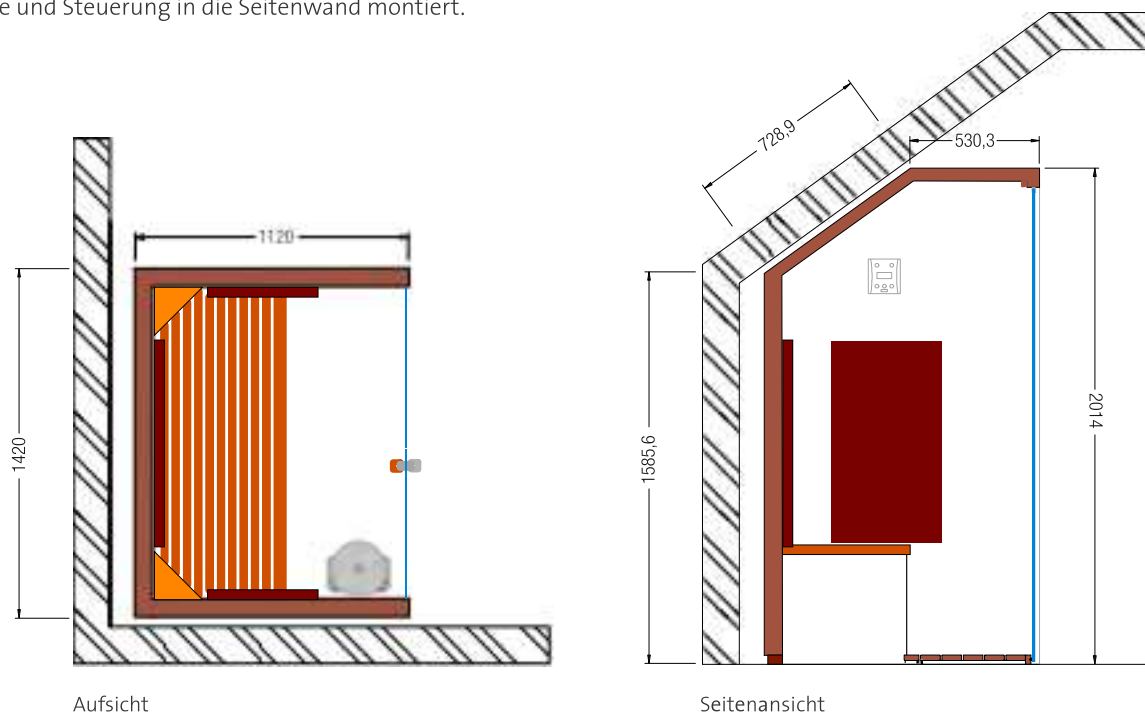 e und Steuerung in die Seitenwand montiert.
728,9
530,3
1120
1420
1585,6
2014
Aufsicht
Seitenansicht